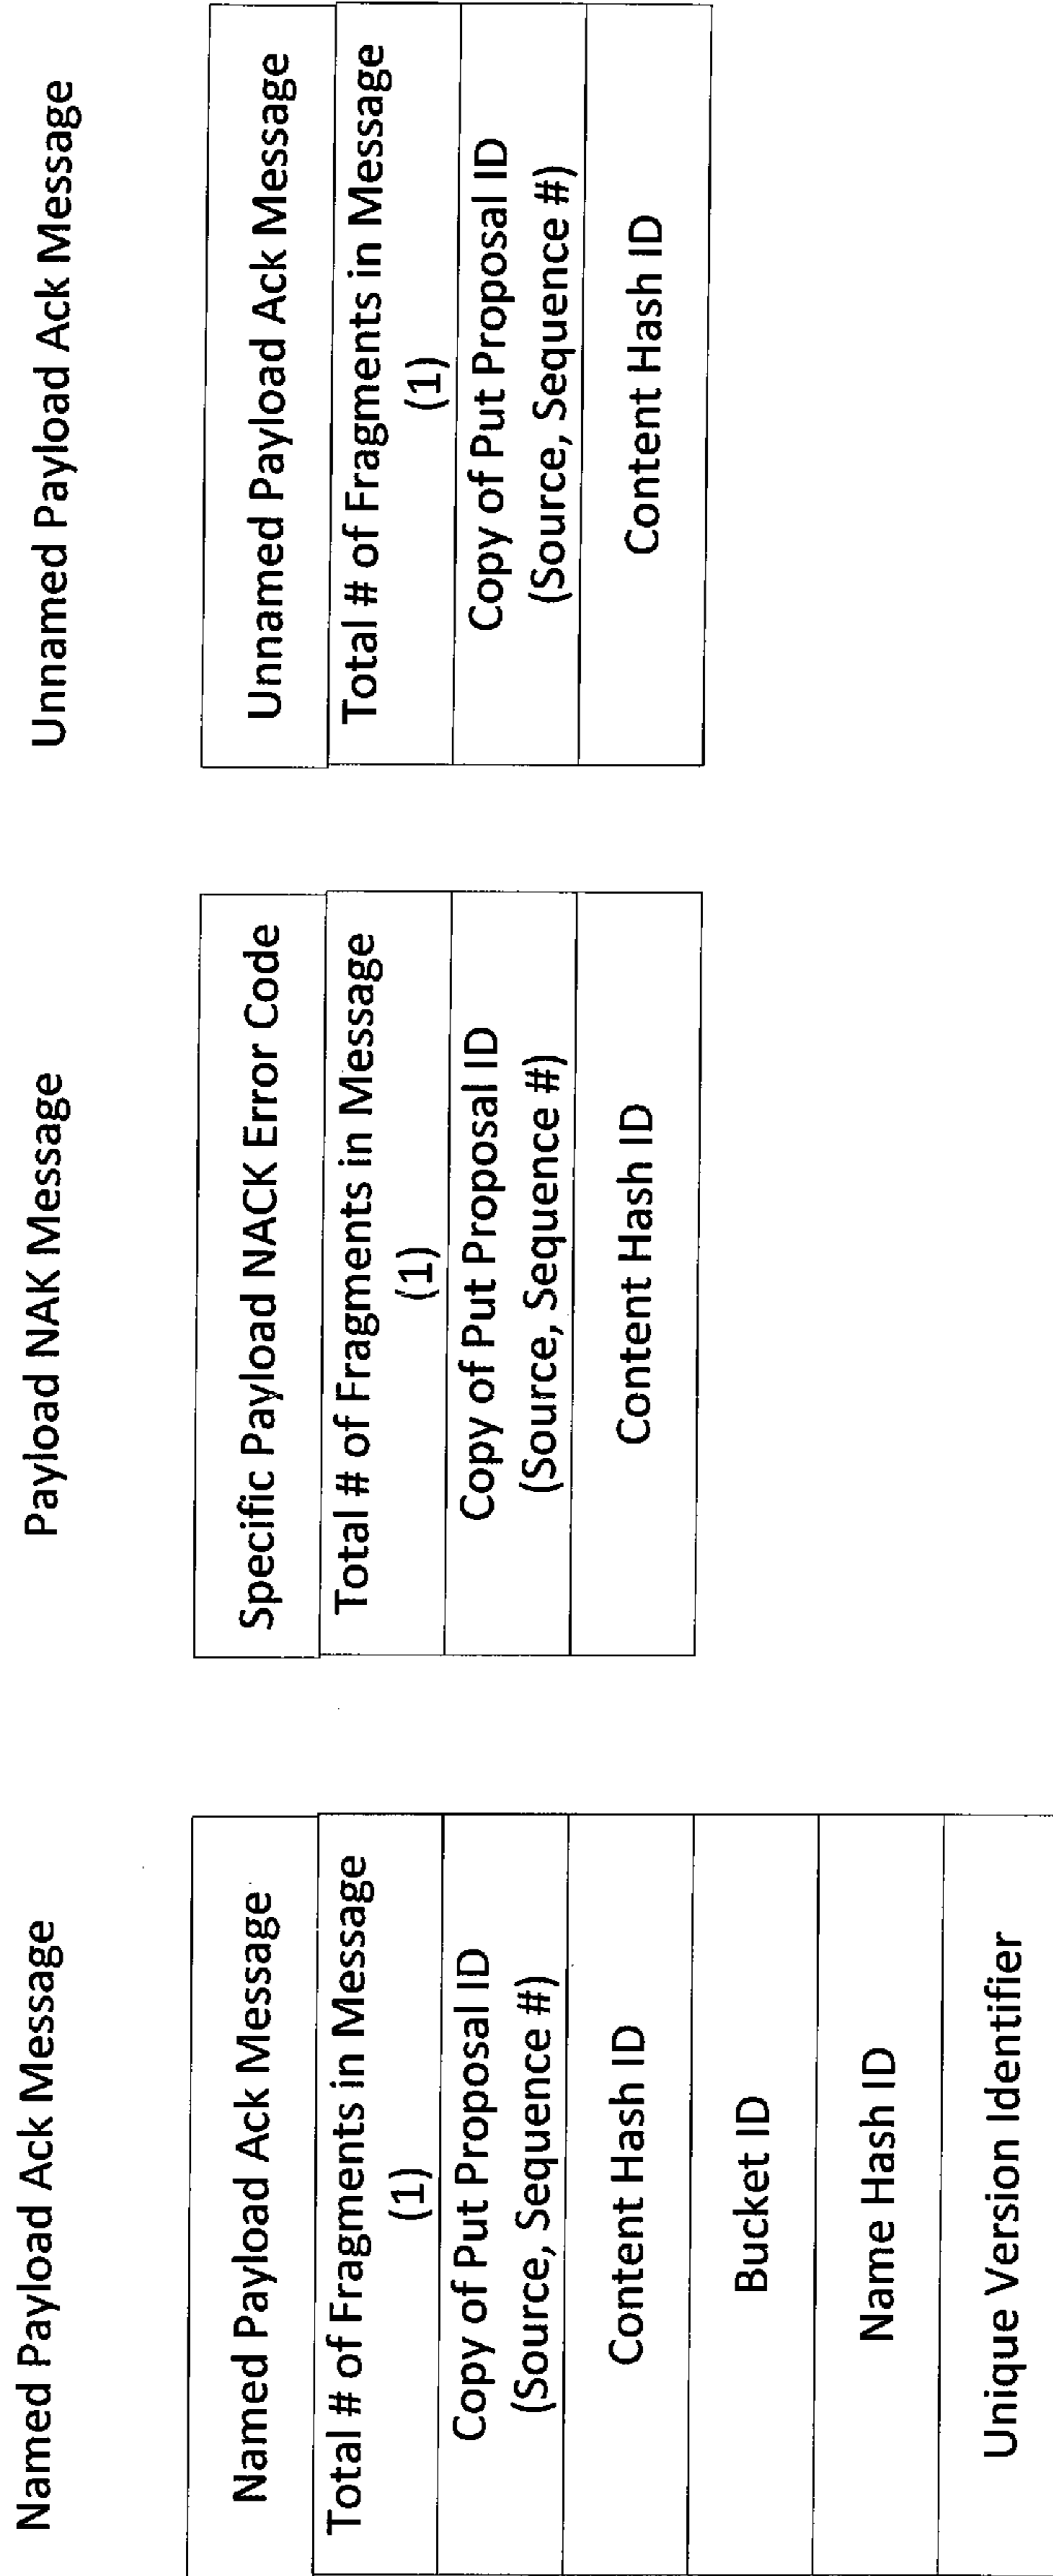 Named Payload Ack Message
Named Payload Ack Message
Total # of Fragments in Message
(1)
Copy of Put Proposal ID
(Source, Sequence #)
Content Hash ID
Bucket ID
Name Hash ID
Unique Version Identifier
Payload NAK Message
Specific Payload NACK Error Code
Total # of Fragments in Message
(1)
Copy of Put Proposal ID
(Source, Sequence #)
Content Hash ID
Unnamed Payload Ack Message
Unnamed Payload Ack Message
Total # of Fragments in Message
(1)
Copy of Put Proposal ID
(Source, Sequence #)
Content Hash ID